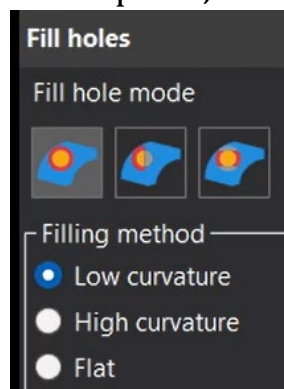 Fill holes
Fill hole mode
Filling method
Low curvature
High curvature
Flat